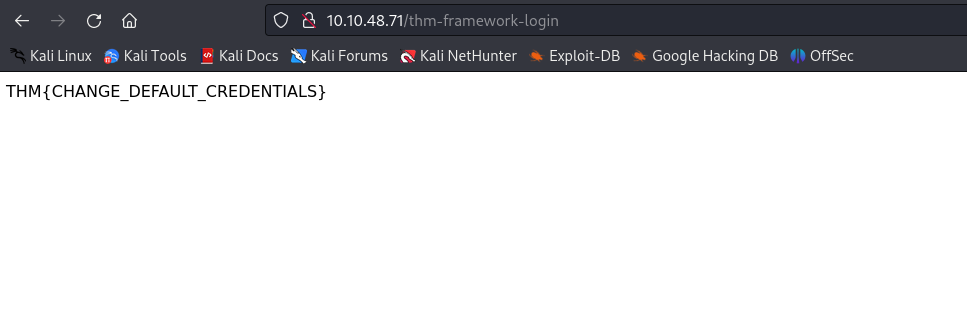 10.10.48.71/thm-framework-login
Kali Linux Kali Tools Kali Docs Kali Forums Kali NetHunter Exploit-DB Google Hacking DB OffSec
THM{CHANGE_DEFAULT_CREDENTIALS}